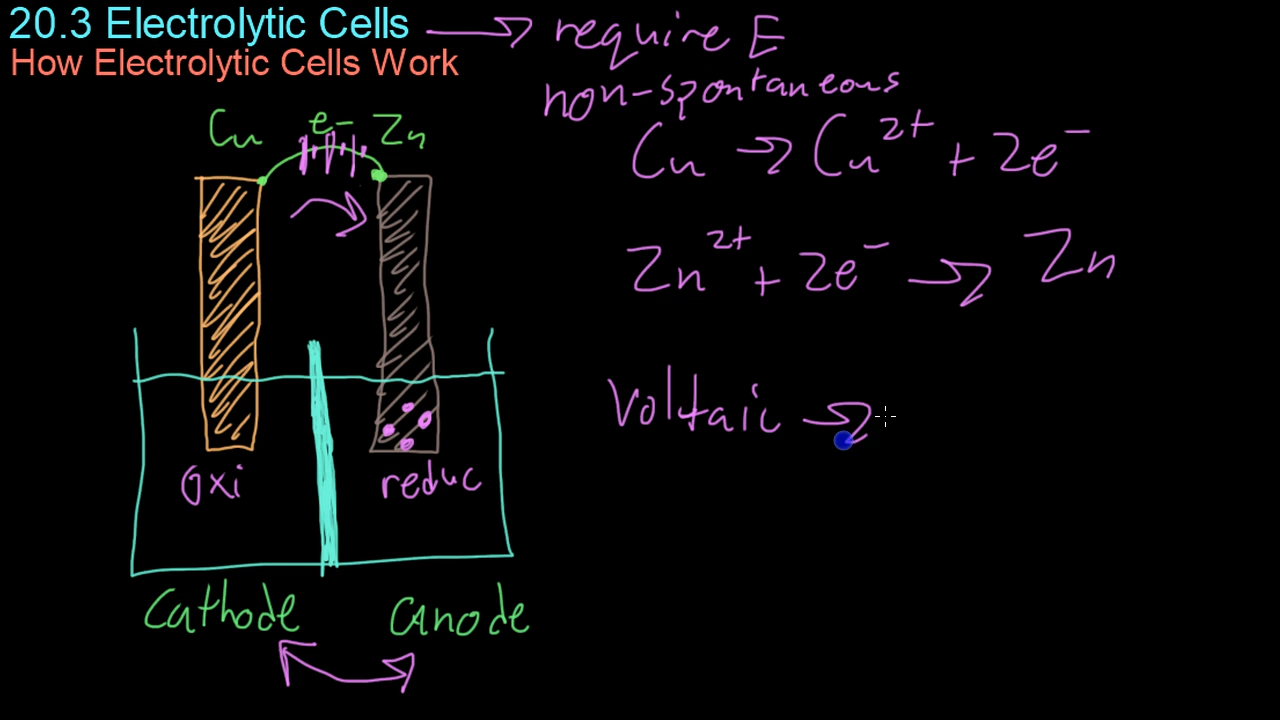 20.3 Electrolytic Cells → require E
How Electrolytic Cells Work
non-spontaneous
Cu e- Zn
Cu → Cu²⁺ + 2e⁻
Zn²⁺ + 2e⁻ → Zn
Voltaic →
Oxi reduc
Cathode anode